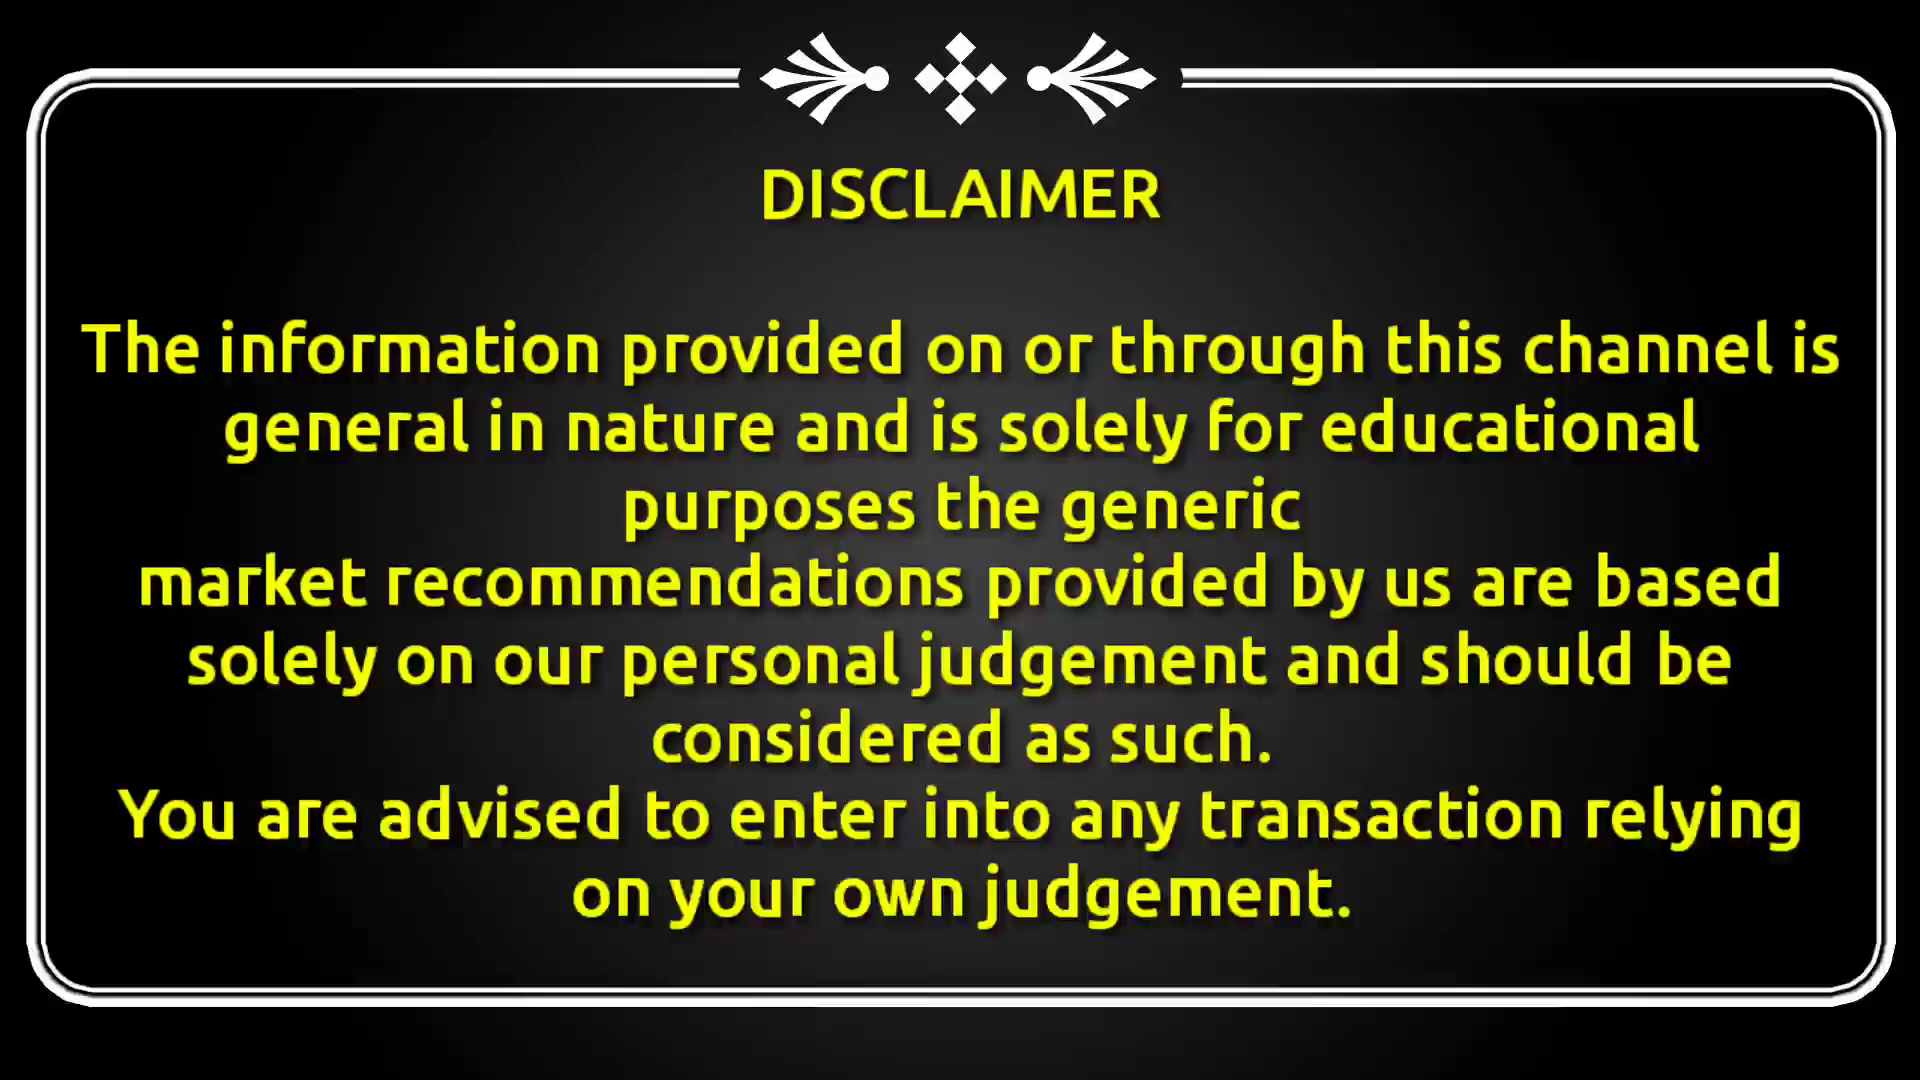 DISCLAIMER
The information provided on or through this channel is
general in nature and is solely for educational
purposes the generic
market recommendations provided by us are based
solely on our personal judgement and should be
considered as such.
You are advised to enter into any transaction relying
on your own judgement.